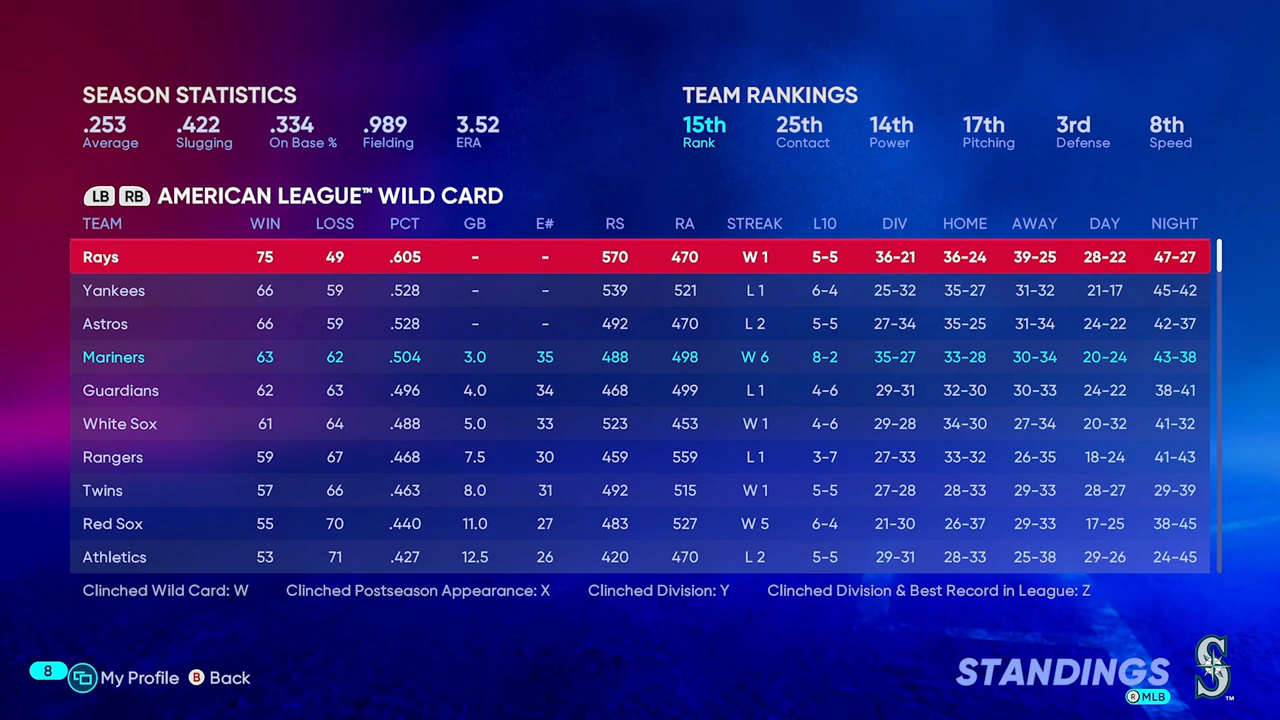 SEASON STATISTICS TEAM RANKINGS
.253 .422 .334 .989 3.52 15th 25th 14th 17th 3rd 8th
Average Slugging On Base % Fielding ERA Rank Contact Power Pitching Defense Speed
LB RB AMERICAN LEAGUE™ WILD CARD
TEAM WIN LOSS PCT GB E# RS RA STREAK L10 DIV HOME AWAY DAY NIGHT
Rays 75 49 .605 - - 570 470 W 1 5-5 36-21 36-24 39-25 28-22 47-27
Yankees 66 59 .528 - - 539 521 L 1 6-4 25-32 35-27 31-32 21-17 45-42
Astros 66 59 .528 - - 492 470 L 2 5-5 27-34 35-25 31-34 24-22 42-37
Mariners 63 62 .504 3.0 35 488 498 W 6 8-2 35-27 33-28 30-34 20-24 43-38
Guardians 62 63 .496 4.0 34 468 499 L 1 4-6 29-31 32-30 30-33 24-22 38-41
White Sox 61 64 .488 5.0 33 523 453 W 1 4-6 29-28 34-30 27-34 20-32 41-32
Rangers 59 67 .468 7.5 30 459 559 L 1 3-7 27-33 33-32 26-35 18-24 41-43
Twins 57 66 .463 8.0 31 492 515 W 1 5-5 27-28 28-33 29-33 28-27 29-39
Red Sox 55 70 .440 11.0 27 483 527 W 5 6-4 21-30 26-37 29-33 17-25 38-45
Athletics 53 71 .427 12.5 26 420 470 L 2 5-5 29-31 28-33 25-38 29-26 24-45
Clinched Wild Card: W Clinched Postseason Appearance: X Clinched Division: Y Clinched Division & Best Record in League: Z
8 My Profile B Back STANDINGS S ™
R MLB